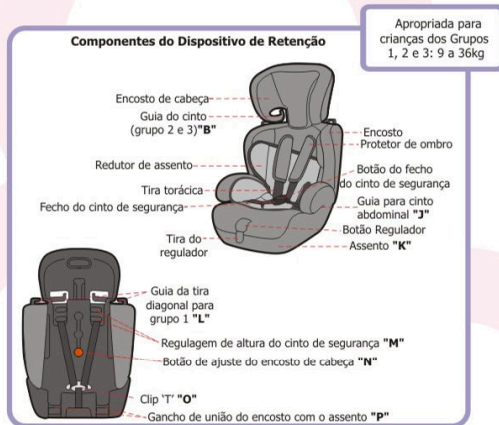 Apropriada para
crianças dos Grupos
1, 2 e 3: 9 a 36kg
Componentes do Dispositivo de Retenção
Encosto de cabeça
Guia do cinto
(grupo 2 e 3)"B"
Redutor de assento
Tira torácica
Fecho do cinto de segurança
Tira do
regulador
Encosto
Protetor de ombro
Botão do fecho
do cinto de segurança
Guia para cinto
abdominal "J"
Botão Regulador
Assento "K"
Guia da tira
diagonal para
grupo 1 "L"
Regulagem de altura do cinto de segurança "M"
Botão de ajuste do encosto de cabeça "N"
Clip 'T' "O"
Gancho de união do encosto com o assento "P"